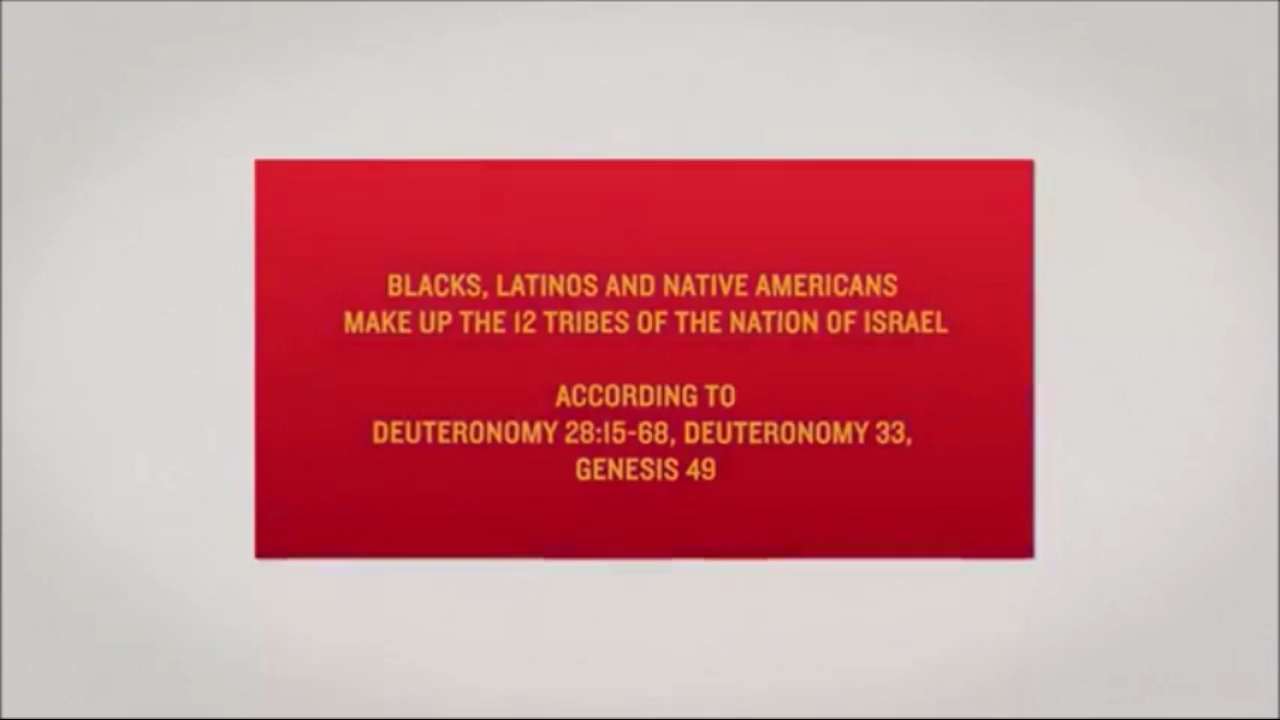 BLACKS, LATINOS AND NATIVE AMERICANS
MAKE UP THE 12 TRIBES OF THE NATION OF ISRAEL
ACCORDING TO
DEUTERONOMY 28:15-68, DEUTERONOMY 33,
GENESIS 49